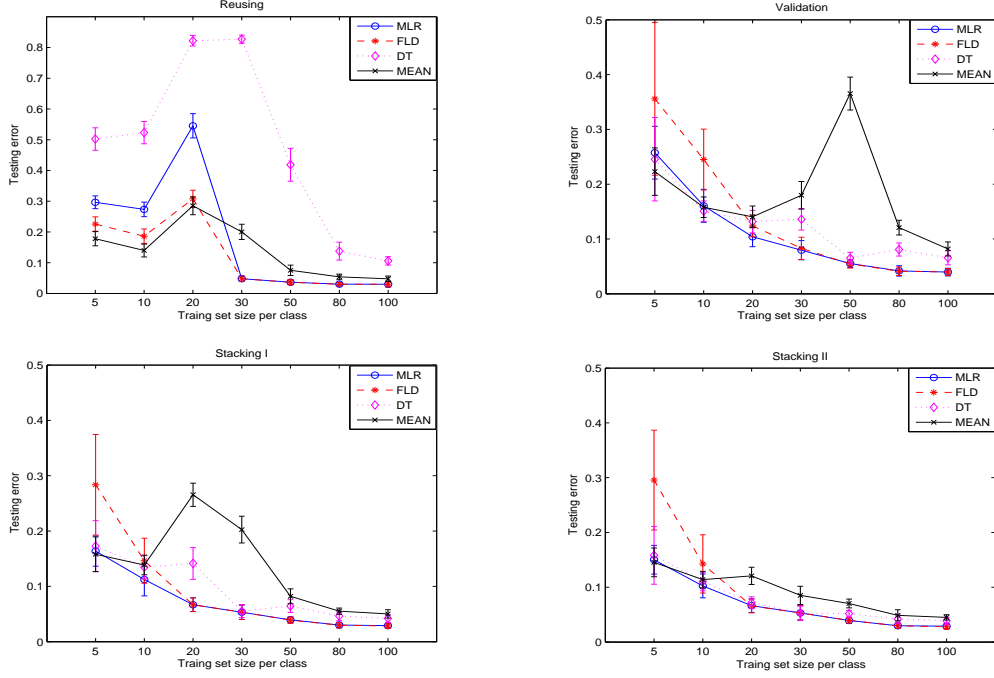 Reusing
0.8
0.7
0.6
0.5
0.4
0.3
0.2
0.1
0
Testing error
5 10 20 30 50 80 100
Traing set size per class
MLR
FLD
DT
MEAN
Validation
0.5
0.4
0.3
0.2
0.1
0
Testing error
5 10 20 30 50 80 100
Traing set size per class
MLR
FLD
DT
MEAN
Stacking I
0.5
0.4
0.3
0.2
0.1
0
Testing error
5 10 20 30 50 80 100
Traing set size per class
MLR
FLD
DT
MEAN
Stacking II
0.5
0.4
0.3
0.2
0.1
0
Testing error
5 10 20 30 50 80 100
Traing set size per class
MLR
FLD
DT
MEAN